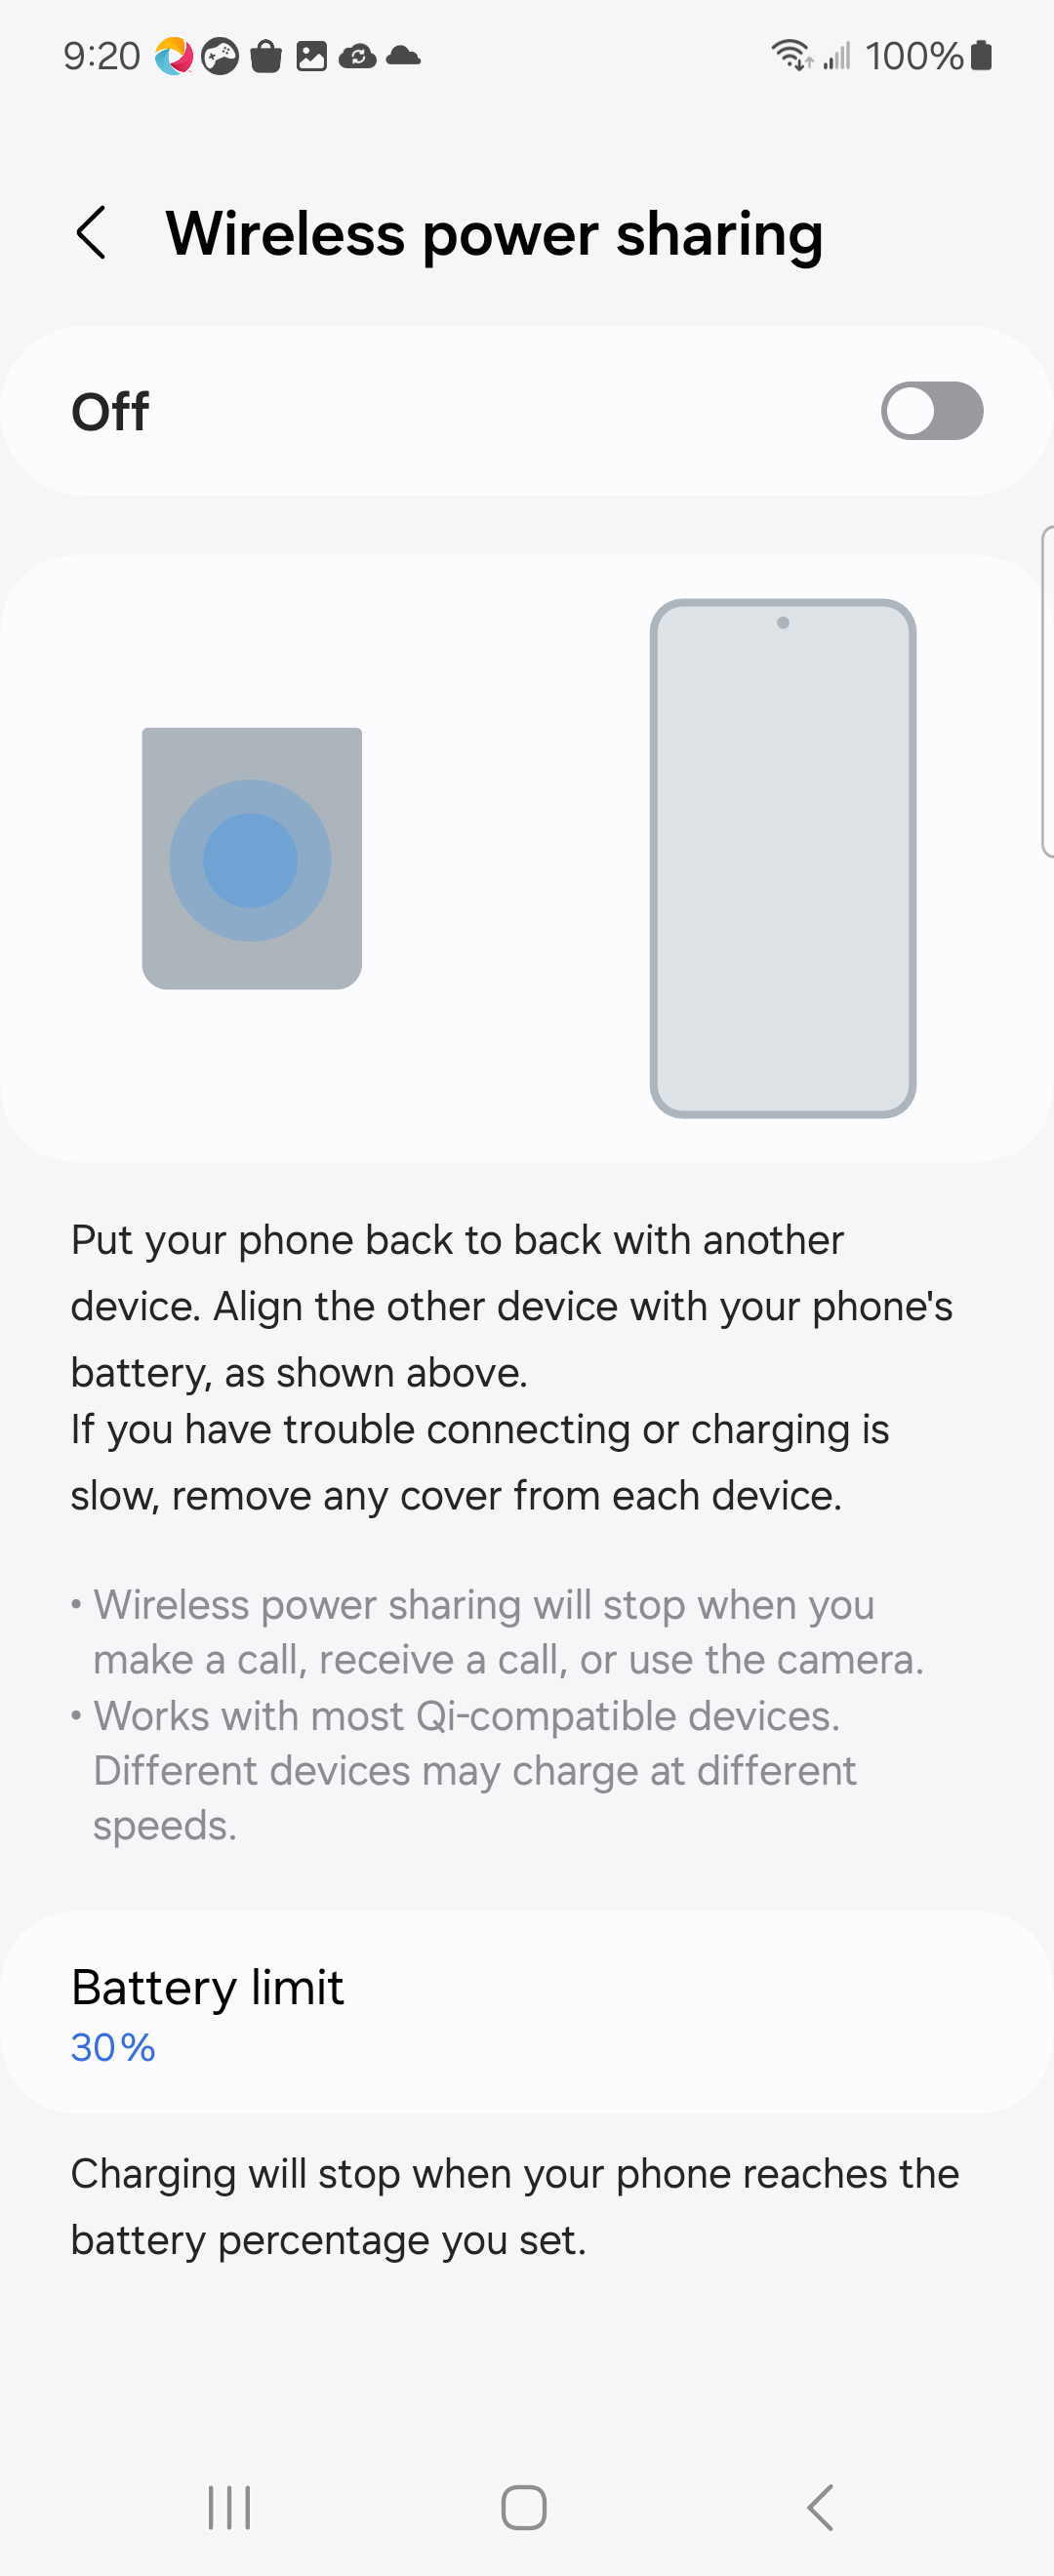 9:20
100%
Wireless power sharing
Off
Put your phone back to back with another
device. Align the other device with your phone's
battery, as shown above.
If you have trouble connecting or charging is
slow, remove any cover from each device.
• Wireless power sharing will stop when you
make a call, receive a call, or use the camera.
• Works with most Qi-compatible devices.
Different devices may charge at different
speeds.
Battery limit
30%
Charging will stop when your phone reaches the
battery percentage you set.